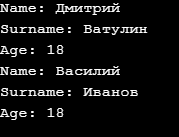 Name: Дмитрий
Surname: Ватулин
Age: 18
Name: Василий
Surname: Иванов
Age: 18